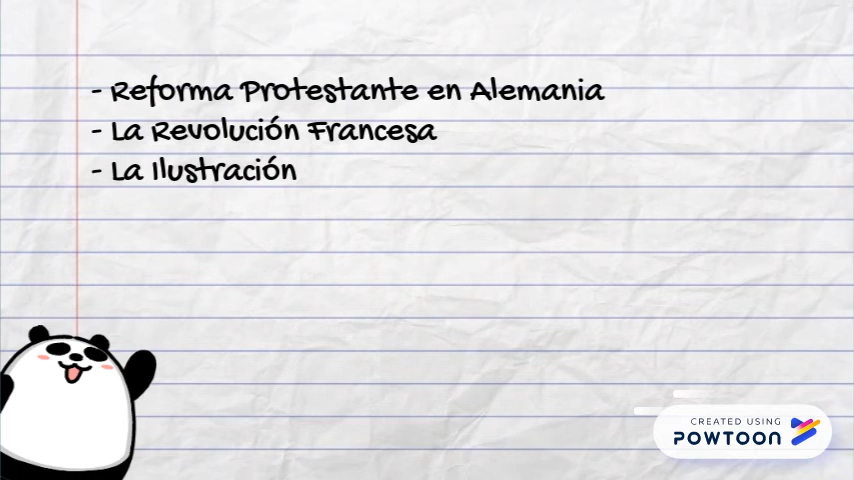 - Reforma Protestante en Alemania
- La Revolución Francesa
- La Ilustración
CREATED USING
POWTOON